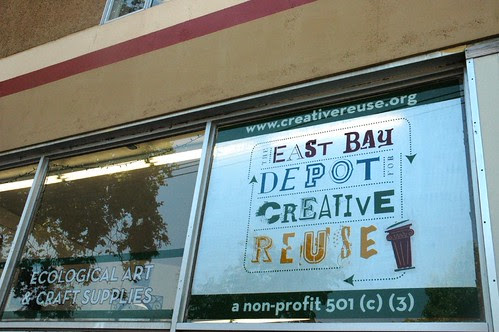 www.creativereuse.org
THE EAST BAY
DEPOT FOR
CREATIVE
REUSE
a non-profit 501 (c) (3)
ECOLOGICAL ART
& CRAFT SUPPLIES